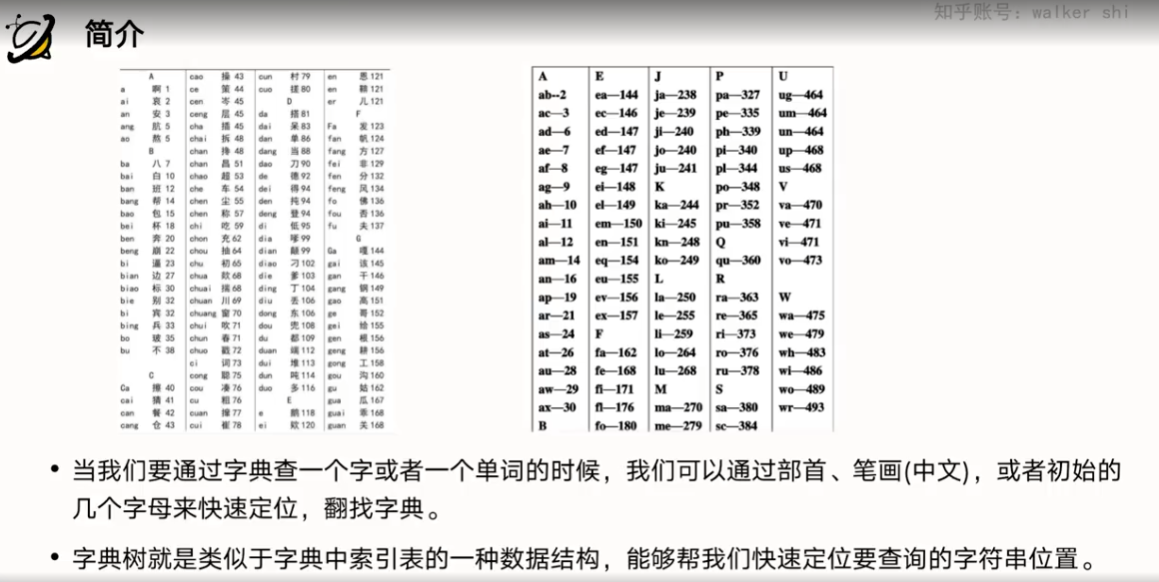 知乎账号：walker shi
简介
A cao 操 43 cun 村 79 en 恩 121
a 啊 1 ce 策 44 cuo 搓 80 en 121
ai 哀 2 cen 岑 45 D er 儿 121
an 安 3 ceng 层 45 da 搭 81 F
ang 肮 5 cha 插 45 dai 呆 83 Fa 发 123
ao 熬 5 chai 拆 48 dan 单 86 fan 帆 124
B chan 搀 48 dang 当 88 fang 方 127
ba 八 7 chan 昌 51 dao 刀 90 fei 非 129
bai 白 10 chao 超 53 de 德 92 fen 分 132
ban 班 12 che 车 54 dei 得 94 feng 风 134
bang 帮 14 chen 尘 55 den 扽 94 fo 佛 136
bao 包 15 chen 称 57 deng 登 94 fou 否 136
bei 杯 18 chi 吃 59 di 低 95 fu 夫 137
ben 奔 20 chon 充 62 dia 嗲 99 G
beng 崩 22 chou 抽 64 dian 颠 99 Ga 嘎 144
bi 逼 23 chu 初 65 diao 刁 102 gai 该 145
bian 边 27 chua 欻 68 die 爹 103 gan 干 146
biao 标 30 chuai 揣 68 ding 丁 104 gang 钢 149
bie 别 32 chuan 川 69 diu 丢 106 gao 高 151
bi 宾 32 chuang 窗 70 dong 东 106 ge 哥 152
bing 兵 33 chui 吹 71 dou 兜 108 gei 给 155
bo 玻 35 chun 春 71 du 都 109 gen 根 156
bu 不 38 chuo 戳 72 duan 端 112 geng 耕 156
ci 词 73 dui 堆 113 gong 工 158
C cong 聪 75 dun 吨 114 gou 沟 160
Ca 擦 40 cou 凑 76 duo 多 116 gu 姑 162
cai 猜 41 cu 粗 76 E gua 瓜 167
can 餐 42 cuan 撺 77 e 鹅 118 guai 乖 168
cang 仓 43 cui 崔 78 ei 欸 120 guan 关 168
A E J P U
ab--2 ea—144 ja—238 pa—327 ug—464
ac—3 ec—146 je—239 pe—335 um—464
ad—6 ed—147 ji—240 ph—339 un—464
ae—7 ef—147 jo—240 pi—340 up—468
af—8 eg—147 ju—241 pl—344 us—468
ag—9 ei—148 K po—348 V
ah—10 el—149 ka—244 pr—352 va—470
ai—11 em—150 ki—245 pu—358 ve—471
al—12 en—151 kn—248 Q vi—471
am—14 eq—154 ko—249 qu—360 vo—473
an—16 eu—155 L R
ap—19 ev—156 la—250 ra—363 W
ar—21 ex—157 le—255 re—365 wa—475
as—24 F li—259 ri—373 we—479
at—26 fa—162 lo—264 ro—376 wh—483
au—28 fe—168 lu—268 ru—378 wi—486
aw—29 fi—171 M S wo—489
ax—30 fl—176 ma—270 sa—380 wr—493
B fo—180 me—279 sc—384
• 当我们要通过字典查一个字或者一个单词的时候，我们可以通过部首、笔画(中文)，或者初始的
几个字母来快速定位，翻找字典。
• 字典树就是类似于字典中索引表的一种数据结构，能够帮我们快速定位要查询的字符串位置。